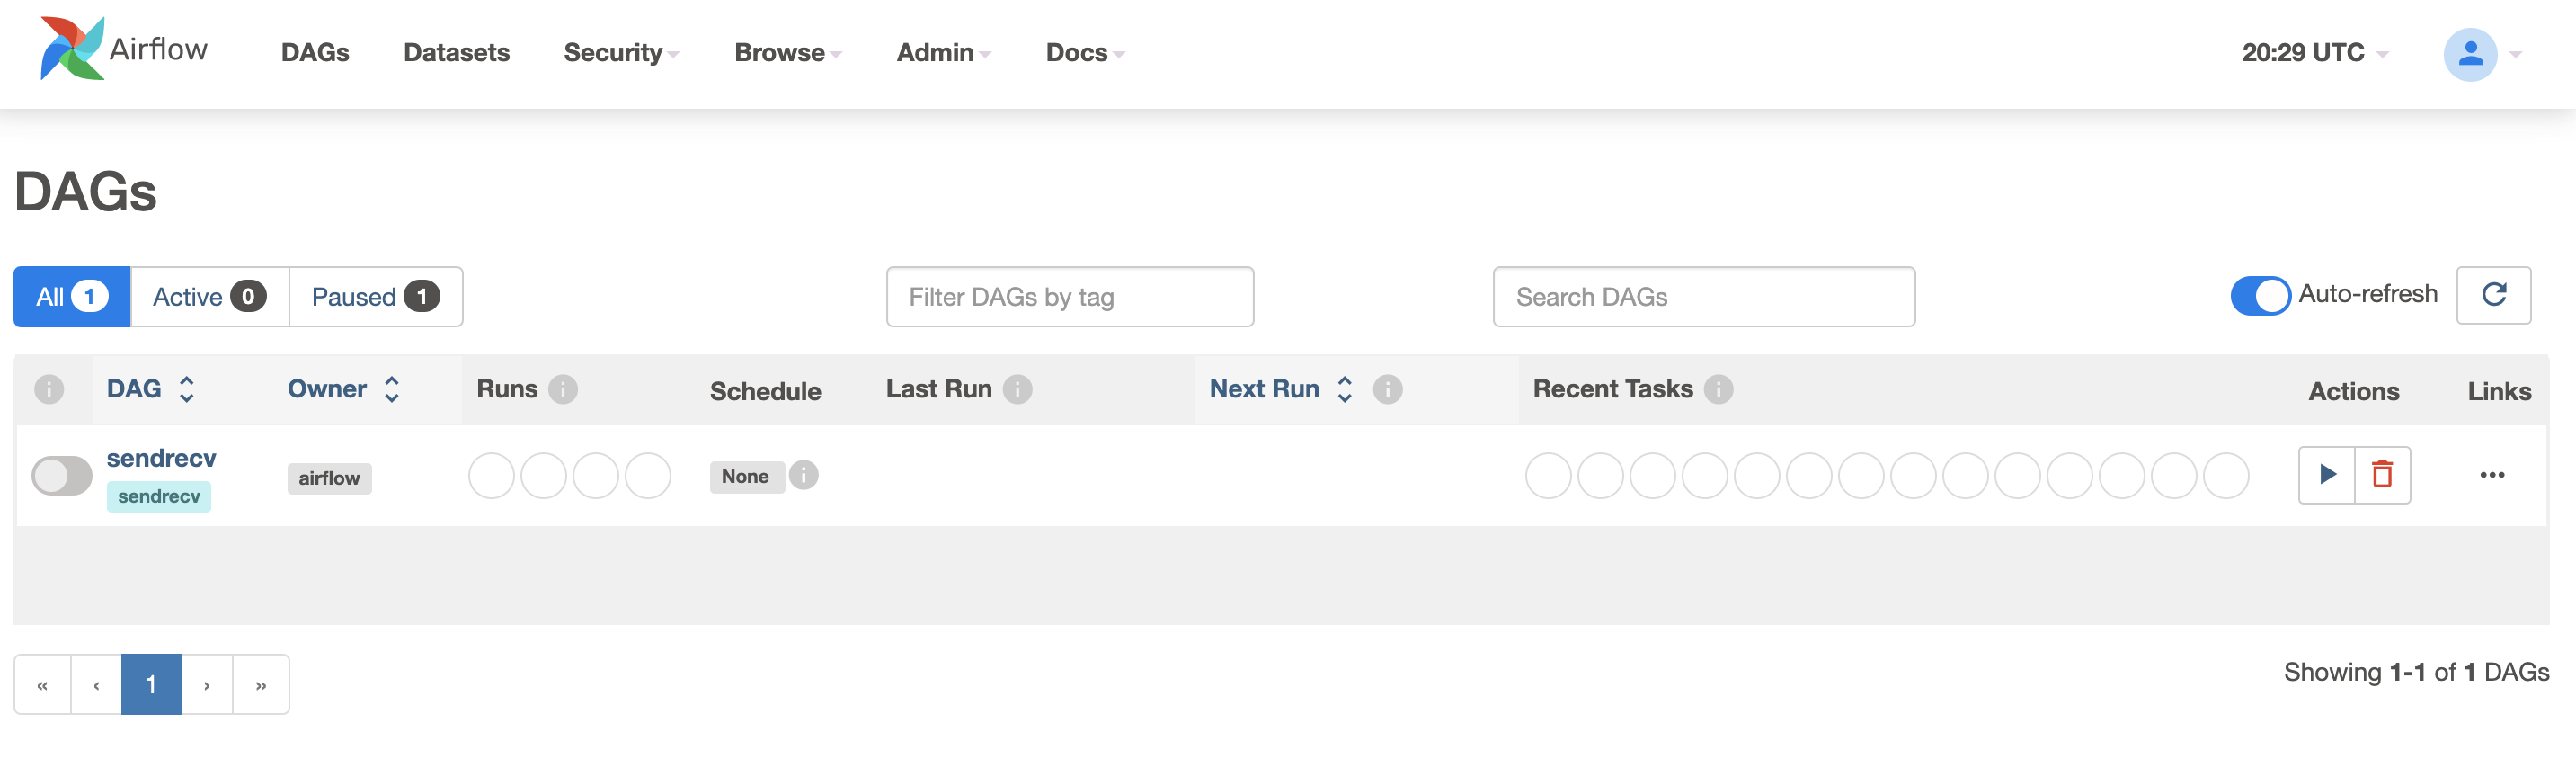 Airflow DAGs Datasets Security Browse Admin Docs 20:29 UTC
DAGs
All 1 Active 0 Paused 1 Filter DAGs by tag Search DAGs Auto-refresh
DAG Owner Runs Schedule Last Run Next Run Recent Tasks Actions Links
sendrecv
sendrecv airflow None
« ‹ 1 › »
Showing 1-1 of 1 DAGs